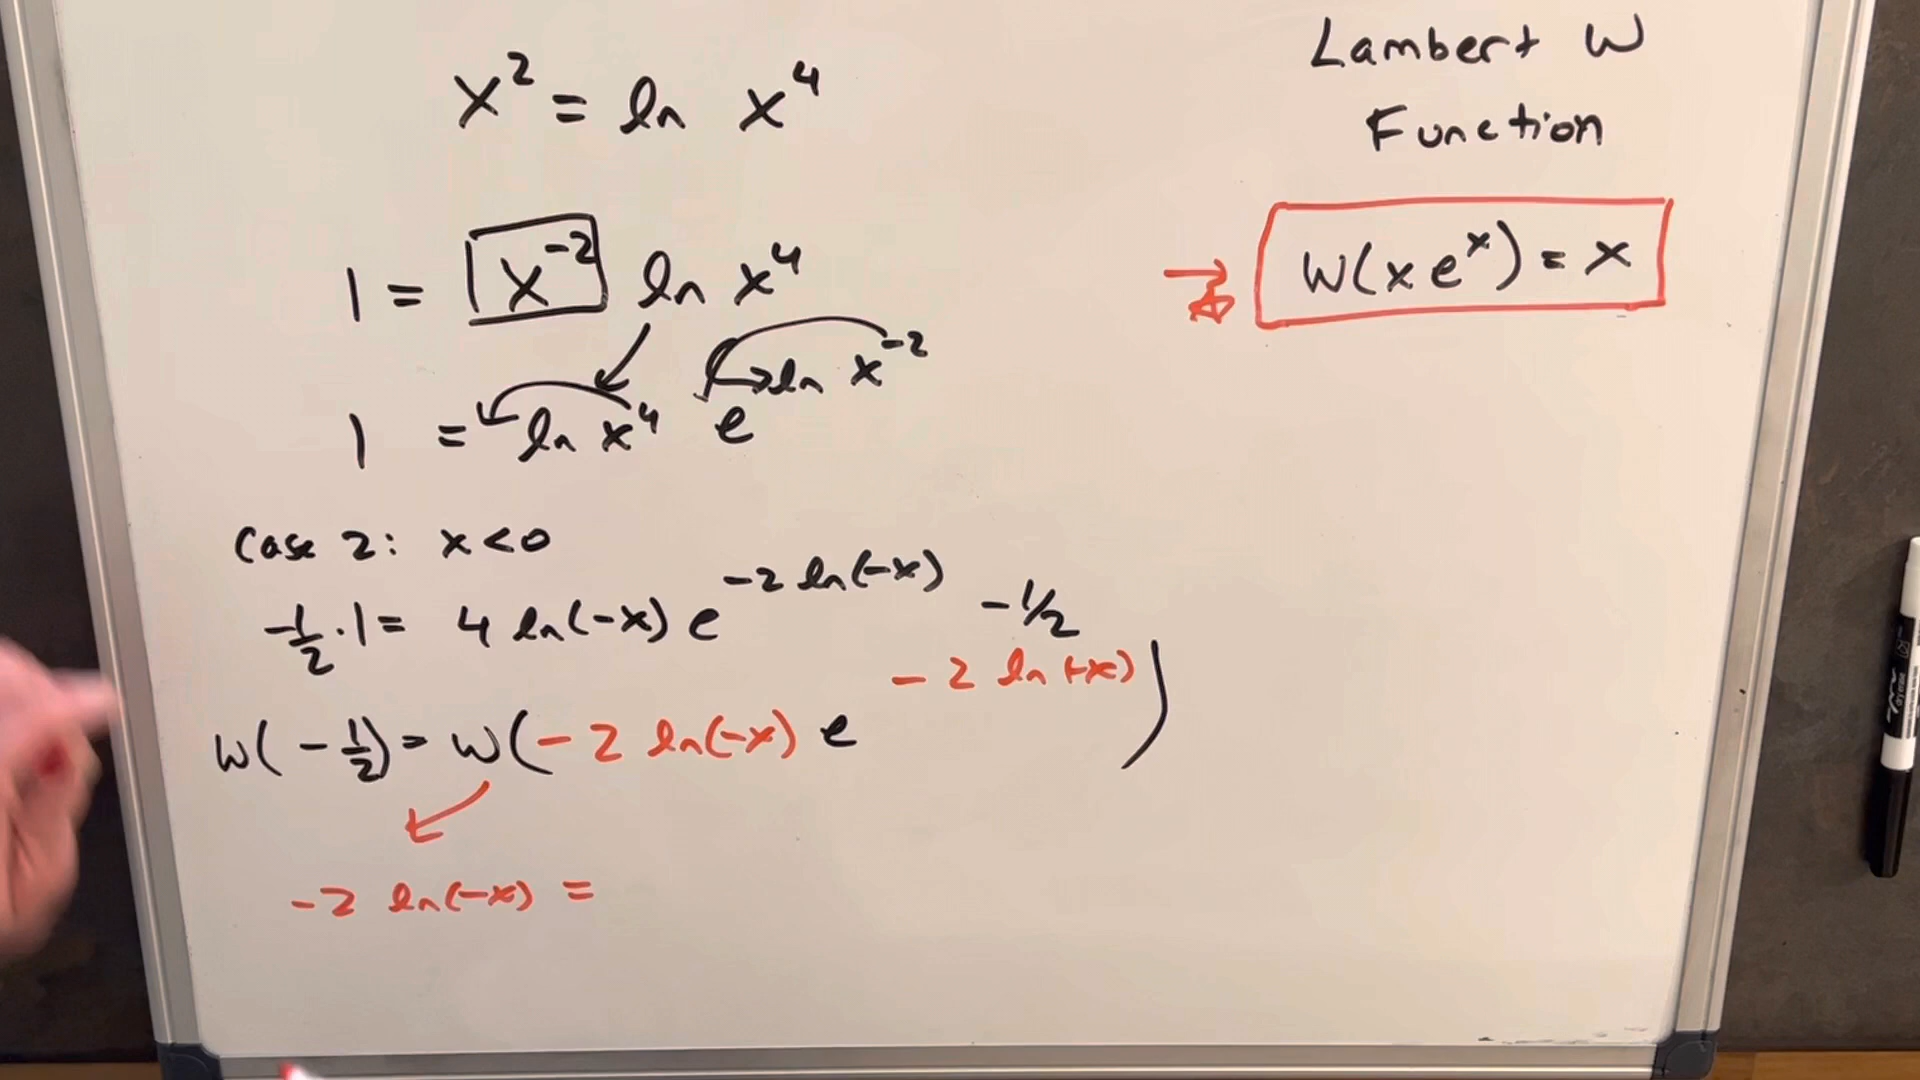 x² = ln x⁴
1 = x⁻² ln x⁴
1 = ln x⁴ e^(ln x⁻²)
Case 2: x<0
-1/2 · 1 = 4 ln(-x) e^(-2 ln(-x)) -1/2
W(-1/2) = W(-2 ln(-x) e^(-2 ln(-x)))
-2 ln(-x) =
Lambert W
Function
W(x eˣ) = x